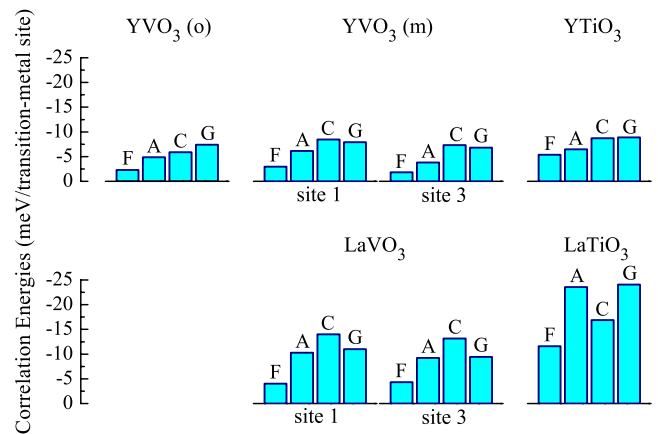 YVO₃ (o) YVO₃ (m) YTiO₃
-25
-20
-15
-10
-5
0
F A C G
F A C G
F A C G
F A C G
site 1 site 3
LaVO₃ LaTiO₃
-25
-20
-15
-10
-5
0
F A C G
F A C G
F A C G
site 1 site 3
Correlation Energies (meV/transition-metal site)